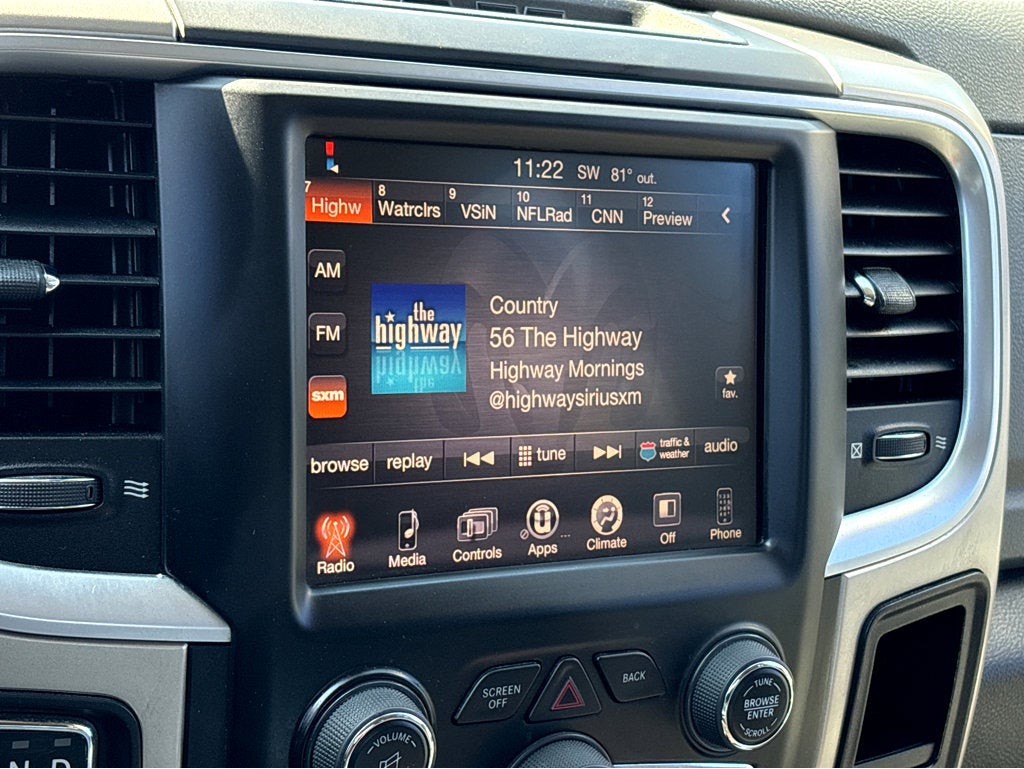 11:22 SW 81° out.
7 8 9 10 11 12
Highw Watrclrs VSiN NFLRad CNN Preview
AM
FM
sxm
the
highway
Country
56 The Highway
Highway Mornings
@highwaysiriusxm
fav.
browse replay tune traffic & weather audio
Radio Media Controls Apps Climate Off Phone
SCREEN
OFF
BACK
VOLUME
TUNE
BROWSE
ENTER
SCROLL
N D